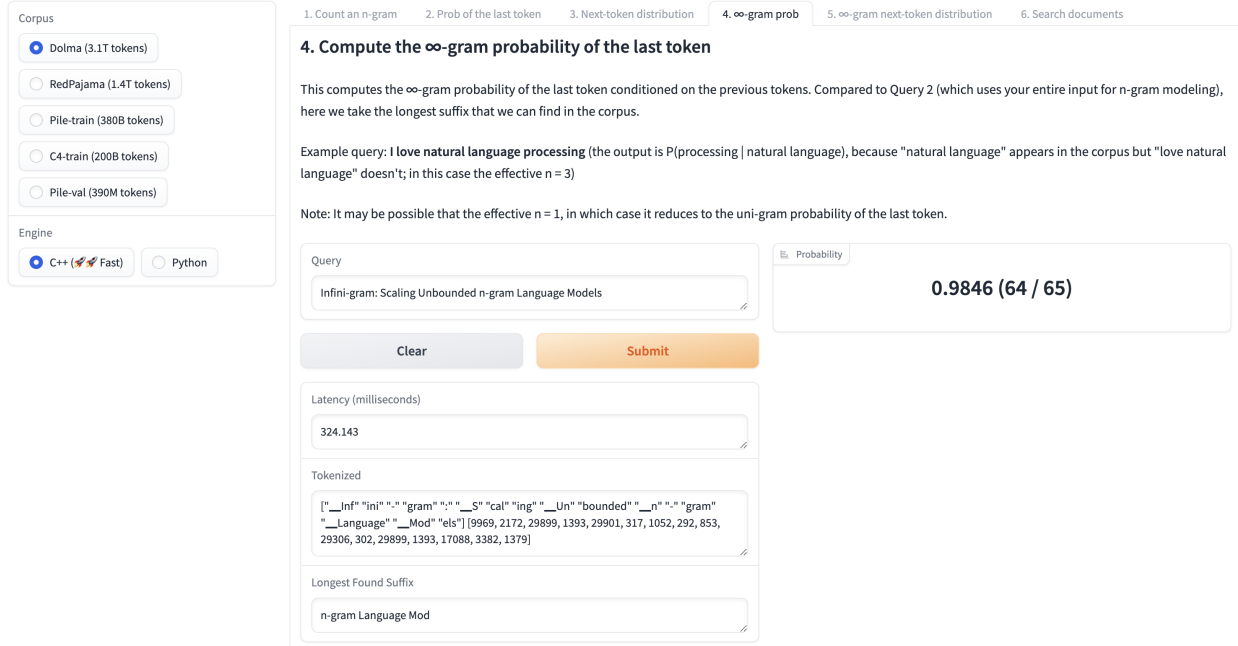 Corpus
Dolma (3.1T tokens)
RedPajama (1.4T tokens)
Pile-train (380B tokens)
C4-train (200B tokens)
Pile-val (390M tokens)
Engine
C++ (🚀🚀 Fast)
Python
1. Count an n-gram
2. Prob of the last token
3. Next-token distribution
4. ∞-gram prob
5. ∞-gram next-token distribution
6. Search documents
4. Compute the ∞-gram probability of the last token
This computes the ∞-gram probability of the last token conditioned on the previous tokens. Compared to Query 2 (which uses your entire input for n-gram modeling),
here we take the longest suffix that we can find in the corpus.
Example query: I love natural language processing (the output is P(processing | natural language), because "natural language" appears in the corpus but "love natural
language" doesn't; in this case the effective n = 3)
Note: It may be possible that the effective n = 1, in which case it reduces to the uni-gram probability of the last token.
Query
Infini-gram: Scaling Unbounded n-gram Language Models
Clear
Submit
Probability
0.9846 (64 / 65)
Latency (milliseconds)
324.143
Tokenized
["▁Inf" "ini" "-" "gram" ":" "▁S" "cal" "ing" "▁Un" "bounded" "▁n" "-" "gram"
"▁Language" "▁Mod" "els"] [9969, 2172, 29899, 1393, 29901, 317, 1052, 292, 853,
29306, 302, 29899, 1393, 17088, 3382, 1379]
Longest Found Suffix
n-gram Language Mod